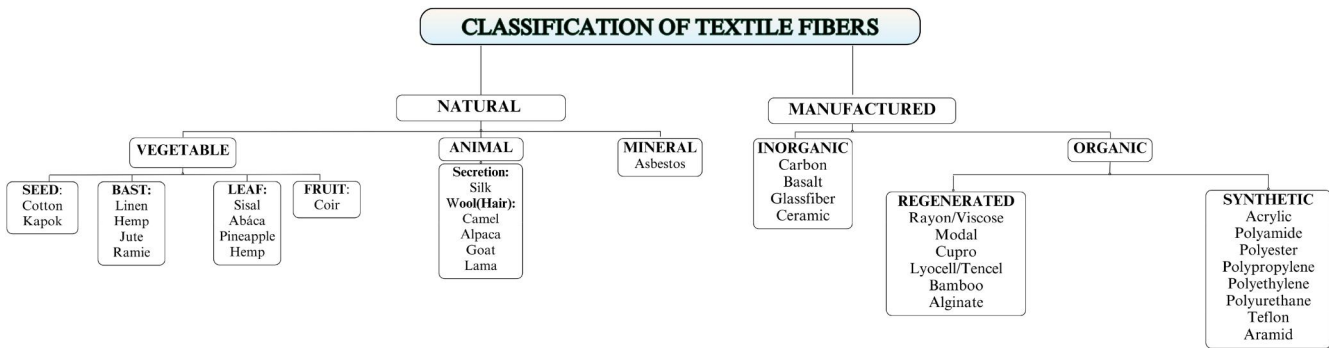 CLASSIFICATION OF TEXTILE FIBERS
NATURAL
MANUFACTURED
VEGETABLE
ANIMAL
MINERAL
Asbestos
INORGANIC
Carbon
Basalt
Glassfiber
Ceramic
ORGANIC
SEED:
Cotton
Kapok
BAST:
Linen
Hemp
Jute
Ramie
LEAF:
Sisal
Abáca
Pineapple
Hemp
FRUIT:
Coir
Secretion:
Silk
Wool(Hair):
Camel
Alpaca
Goat
Lama
REGENERATED
Rayon/Viscose
Modal
Cupro
Lyocell/Tencel
Bamboo
Alginate
SYNTHETIC
Acrylic
Polyamide
Polyester
Polypropylene
Polyethylene
Polyurethane
Teflon
Aramid